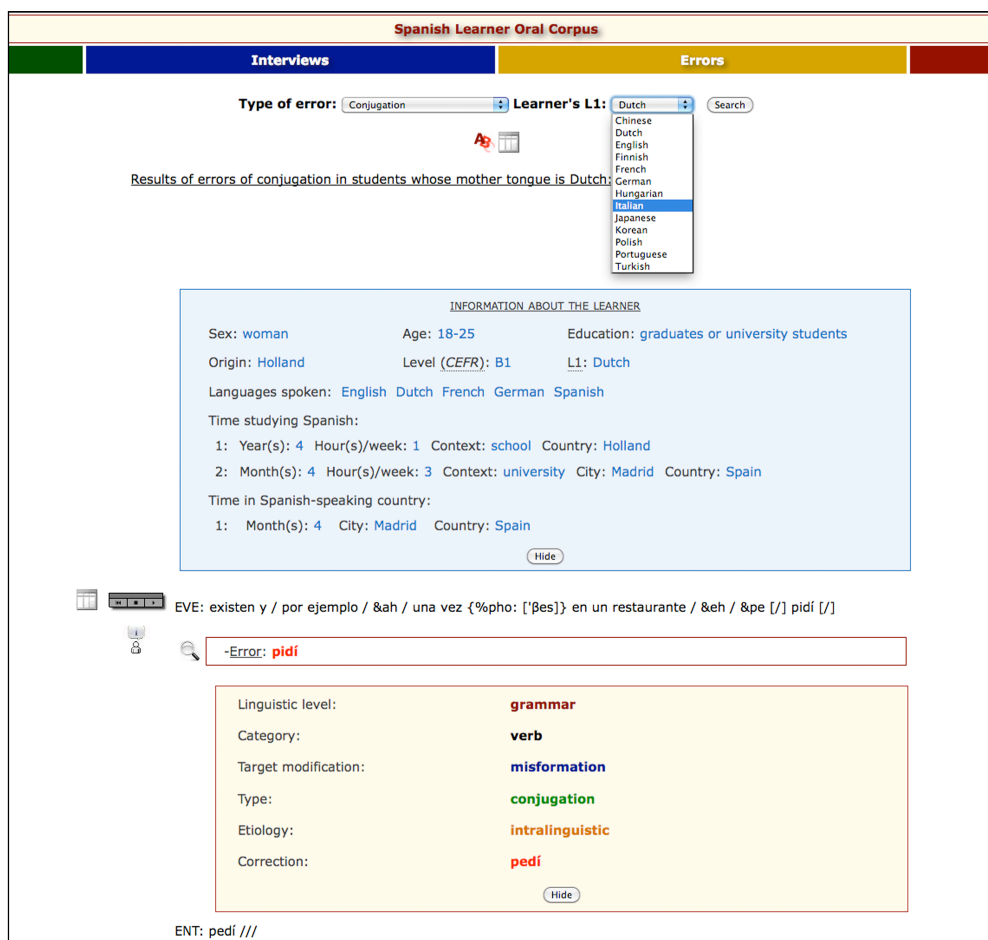 Spanish Learner Oral Corpus
Interviews Errors
Type of error: Conjugation Learner's L1: Dutch Search
Chinese
Dutch
English
Finnish
French
German
Hungarian
Italian
Japanese
Korean
Polish
Portuguese
Turkish
Results of errors of conjugation in students whose mother tongue is Dutch:
INFORMATION ABOUT THE LEARNER
Sex: woman Age: 18-25 Education: graduates or university students
Origin: Holland Level (CEFR): B1 L1: Dutch
Languages spoken: English Dutch French German Spanish
Time studying Spanish:
1: Year(s): 4 Hour(s)/week: 1 Context: school Country: Holland
2: Month(s): 4 Hour(s)/week: 3 Context: university City: Madrid Country: Spain
Time in Spanish-speaking country:
1: Month(s): 4 City: Madrid Country: Spain
Hide
EVE: existen y / por ejemplo / &ah / una vez {%pho: ['βes]} en un restaurante / &eh / &pe [/] pidí [/]
-Error: pidí
Linguistic level: grammar
Category: verb
Target modification: misformation
Type: conjugation
Etiology: intralinguistic
Correction: pedí
Hide
ENT: pedí ///